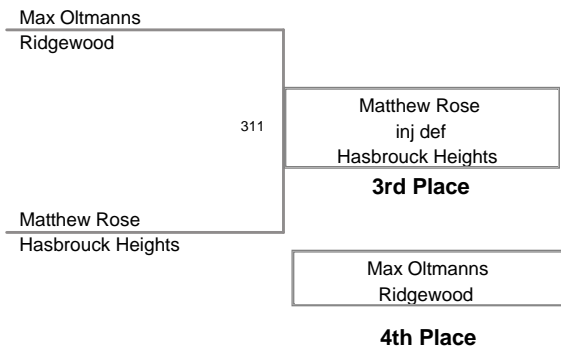 Max Oltmanns
Ridgewood
311
Matthew Rose
inj def
Hasbrouck Heights
3rd Place
Matthew Rose
Hasbrouck Heights
Max Oltmanns
Ridgewood
4th Place